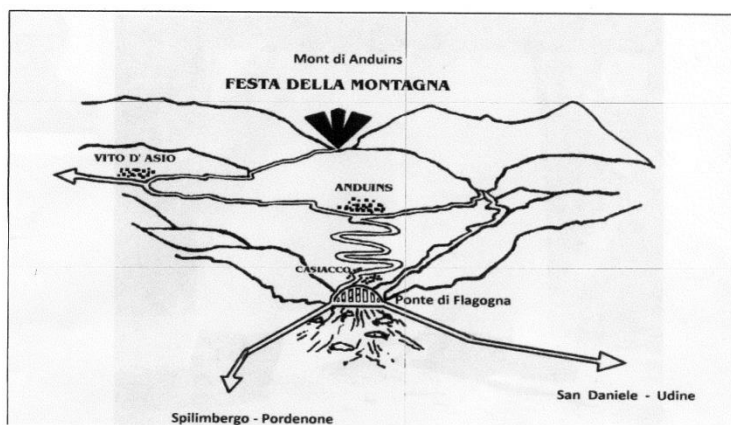 Mont di Anduins
FESTA DELLA MONTAGNA
VITO D' ASIO
ANDUINS
CASIACCO
Ponte di Flagogna
San Daniele - Udine
Spilimbergo - Pordenone